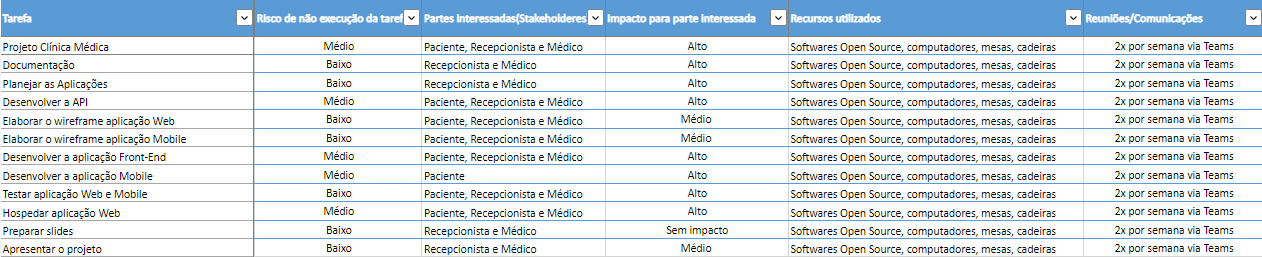 Tarefa Risco de não execução da taref Partes interessadas(Stakeholderes Impacto para parte interessada Recursos utilizados Reuniões/Comunicações
Projeto Clínica Médica Médio Paciente, Recepcionista e Médico Alto Softwares Open Source, computadores, mesas, cadeiras 2x por semana via Teams
Documentação Baixo Recepcionista e Médico Alto Softwares Open Source, computadores, mesas, cadeiras 2x por semana via Teams
Planejar as Aplicações Baixo Recepcionista e Médico Alto Softwares Open Source, computadores, mesas, cadeiras 2x por semana via Teams
Desenvolver a API Médio Paciente, Recepcionista e Médico Alto Softwares Open Source, computadores, mesas, cadeiras 2x por semana via Teams
Elaborar o wireframe aplicação Web Baixo Paciente, Recepcionista e Médico Médio Softwares Open Source, computadores, mesas, cadeiras 2x por semana via Teams
Elaborar o wireframe aplicação Mobile Baixo Paciente, Recepcionista e Médico Médio Softwares Open Source, computadores, mesas, cadeiras 2x por semana via Teams
Desenvolver a aplicação Front-End Médio Paciente, Recepcionista e Médico Alto Softwares Open Source, computadores, mesas, cadeiras 2x por semana via Teams
Desenvolver a aplicação Mobile Médio Paciente Alto Softwares Open Source, computadores, mesas, cadeiras 2x por semana via Teams
Testar aplicação Web e Mobile Baixo Paciente, Recepcionista e Médico Alto Softwares Open Source, computadores, mesas, cadeiras 2x por semana via Teams
Hospedar aplicação Web Médio Paciente, Recepcionista e Médico Alto Softwares Open Source, computadores, mesas, cadeiras 2x por semana via Teams
Preparar slides Baixo Recepcionista e Médico Sem impacto Softwares Open Source, computadores, mesas, cadeiras 2x por semana via Teams
Apresentar o projeto Baixo Recepcionista e Médico Médio Softwares Open Source, computadores, mesas, cadeiras 2x por semana via Teams